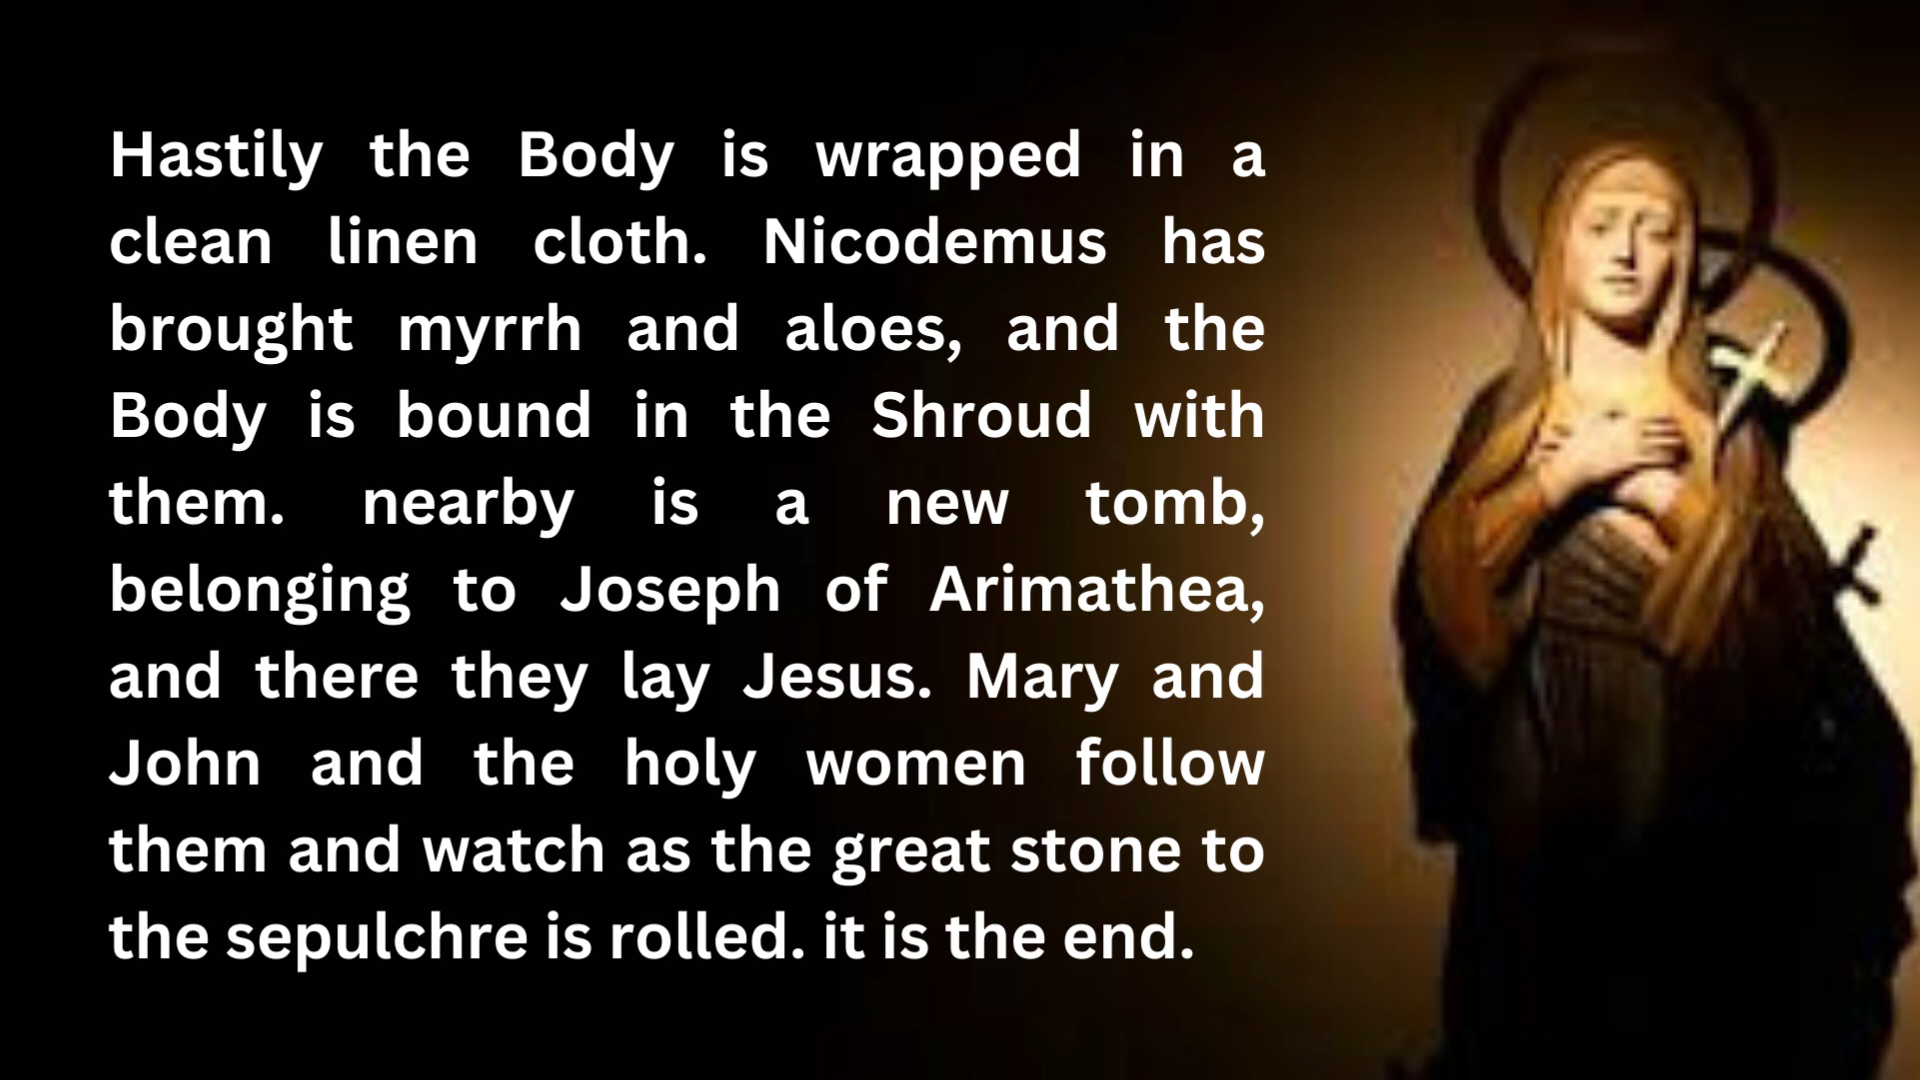 Hastily the Body is wrapped in a
clean linen cloth. Nicodemus has
brought myrrh and aloes, and the
Body is bound in the Shroud with
them. nearby is a new tomb,
belonging to Joseph of Arimathea,
and there they lay Jesus. Mary and
John and the holy women follow
them and watch as the great stone to
the sepulchre is rolled. it is the end.